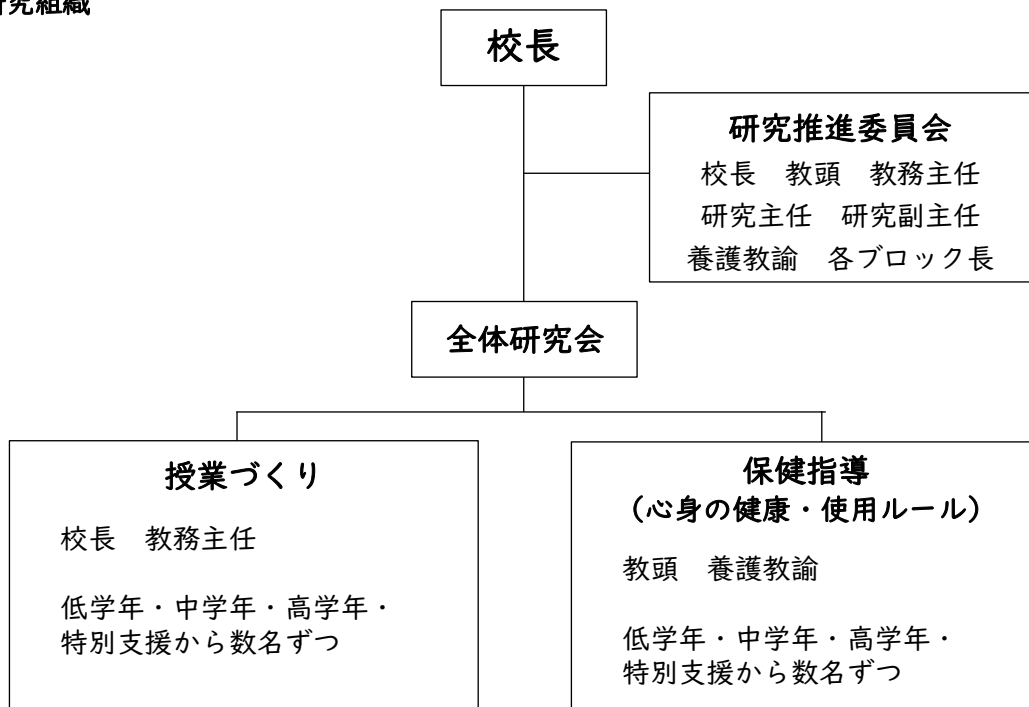 究組織
校長
研究推進委員会
校長　教頭　教務主任
研究主任　研究副主任
養護教諭　各ブロック長
全体研究会
授業づくり
校長　教務主任
低学年・中学年・高学年・
特別支援から数名ずつ
保健指導
（心身の健康・使用ルール）
教頭　養護教諭
低学年・中学年・高学年・
特別支援から数名ずつ